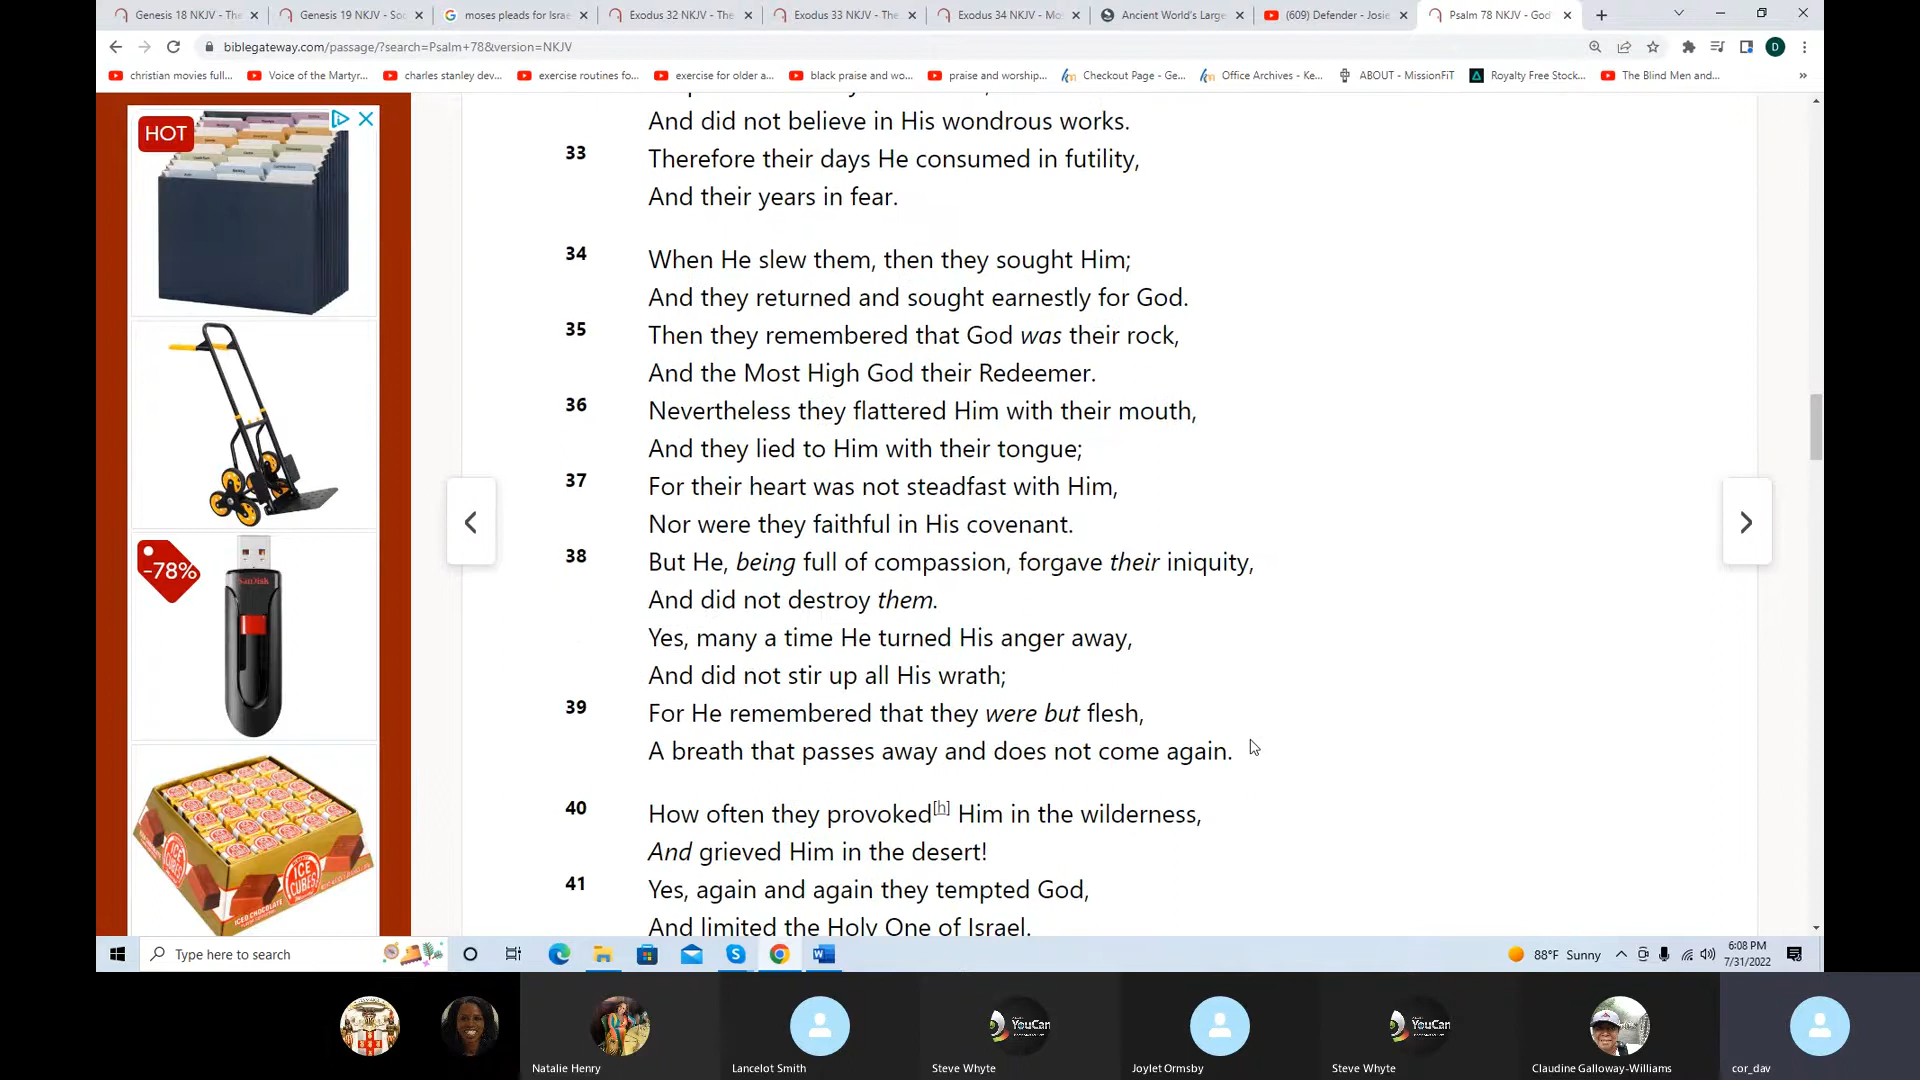 Genesis 18 NKJV - The
Genesis 19 NKJV - So
moses pleads for Israe
Exodus 32 NKJV - The
Exodus 33 NKJV - The
Exodus 34 NKJV - Mo
Ancient World's Large
(609) Defender - Josie
Psalm 78 NKJV - God
biblegateway.com/passage/?search=Psalm+78&version=NKJV
D
christian movies full...
Voice of the Martyr...
charles stanley dev...
exercise routines fo...
exercise for older a...
black praise and wo...
praise and worship...
Checkout Page - Ge...
Office Archives - Ke...
ABOUT - MissionFiT
Royalty Free Stock...
The Blind Men and...
HOT
-78%
SanDisk
ICE CUBES
ICED CHOCOLATE
And did not believe in His wondrous works.
33 Therefore their days He consumed in futility,
And their years in fear.
34 When He slew them, then they sought Him;
And they returned and sought earnestly for God.
35 Then they remembered that God was their rock,
And the Most High God their Redeemer.
36 Nevertheless they flattered Him with their mouth,
And they lied to Him with their tongue;
37 For their heart was not steadfast with Him,
Nor were they faithful in His covenant.
38 But He, being full of compassion, forgave their iniquity,
And did not destroy them.
Yes, many a time He turned His anger away,
And did not stir up all His wrath;
39 For He remembered that they were but flesh,
A breath that passes away and does not come again.
40 How often they provoked[h] Him in the wilderness,
And grieved Him in the desert!
41 Yes, again and again they tempted God,
And limited the Holy One of Israel.
Type here to search
88°F Sunny
6:08 PM
7/31/2022
YouCan
YouCan
Natalie Henry
Lancelot Smith
Steve Whyte
Joylet Ormsby
Steve Whyte
Claudine Galloway-Williams
cor_dav